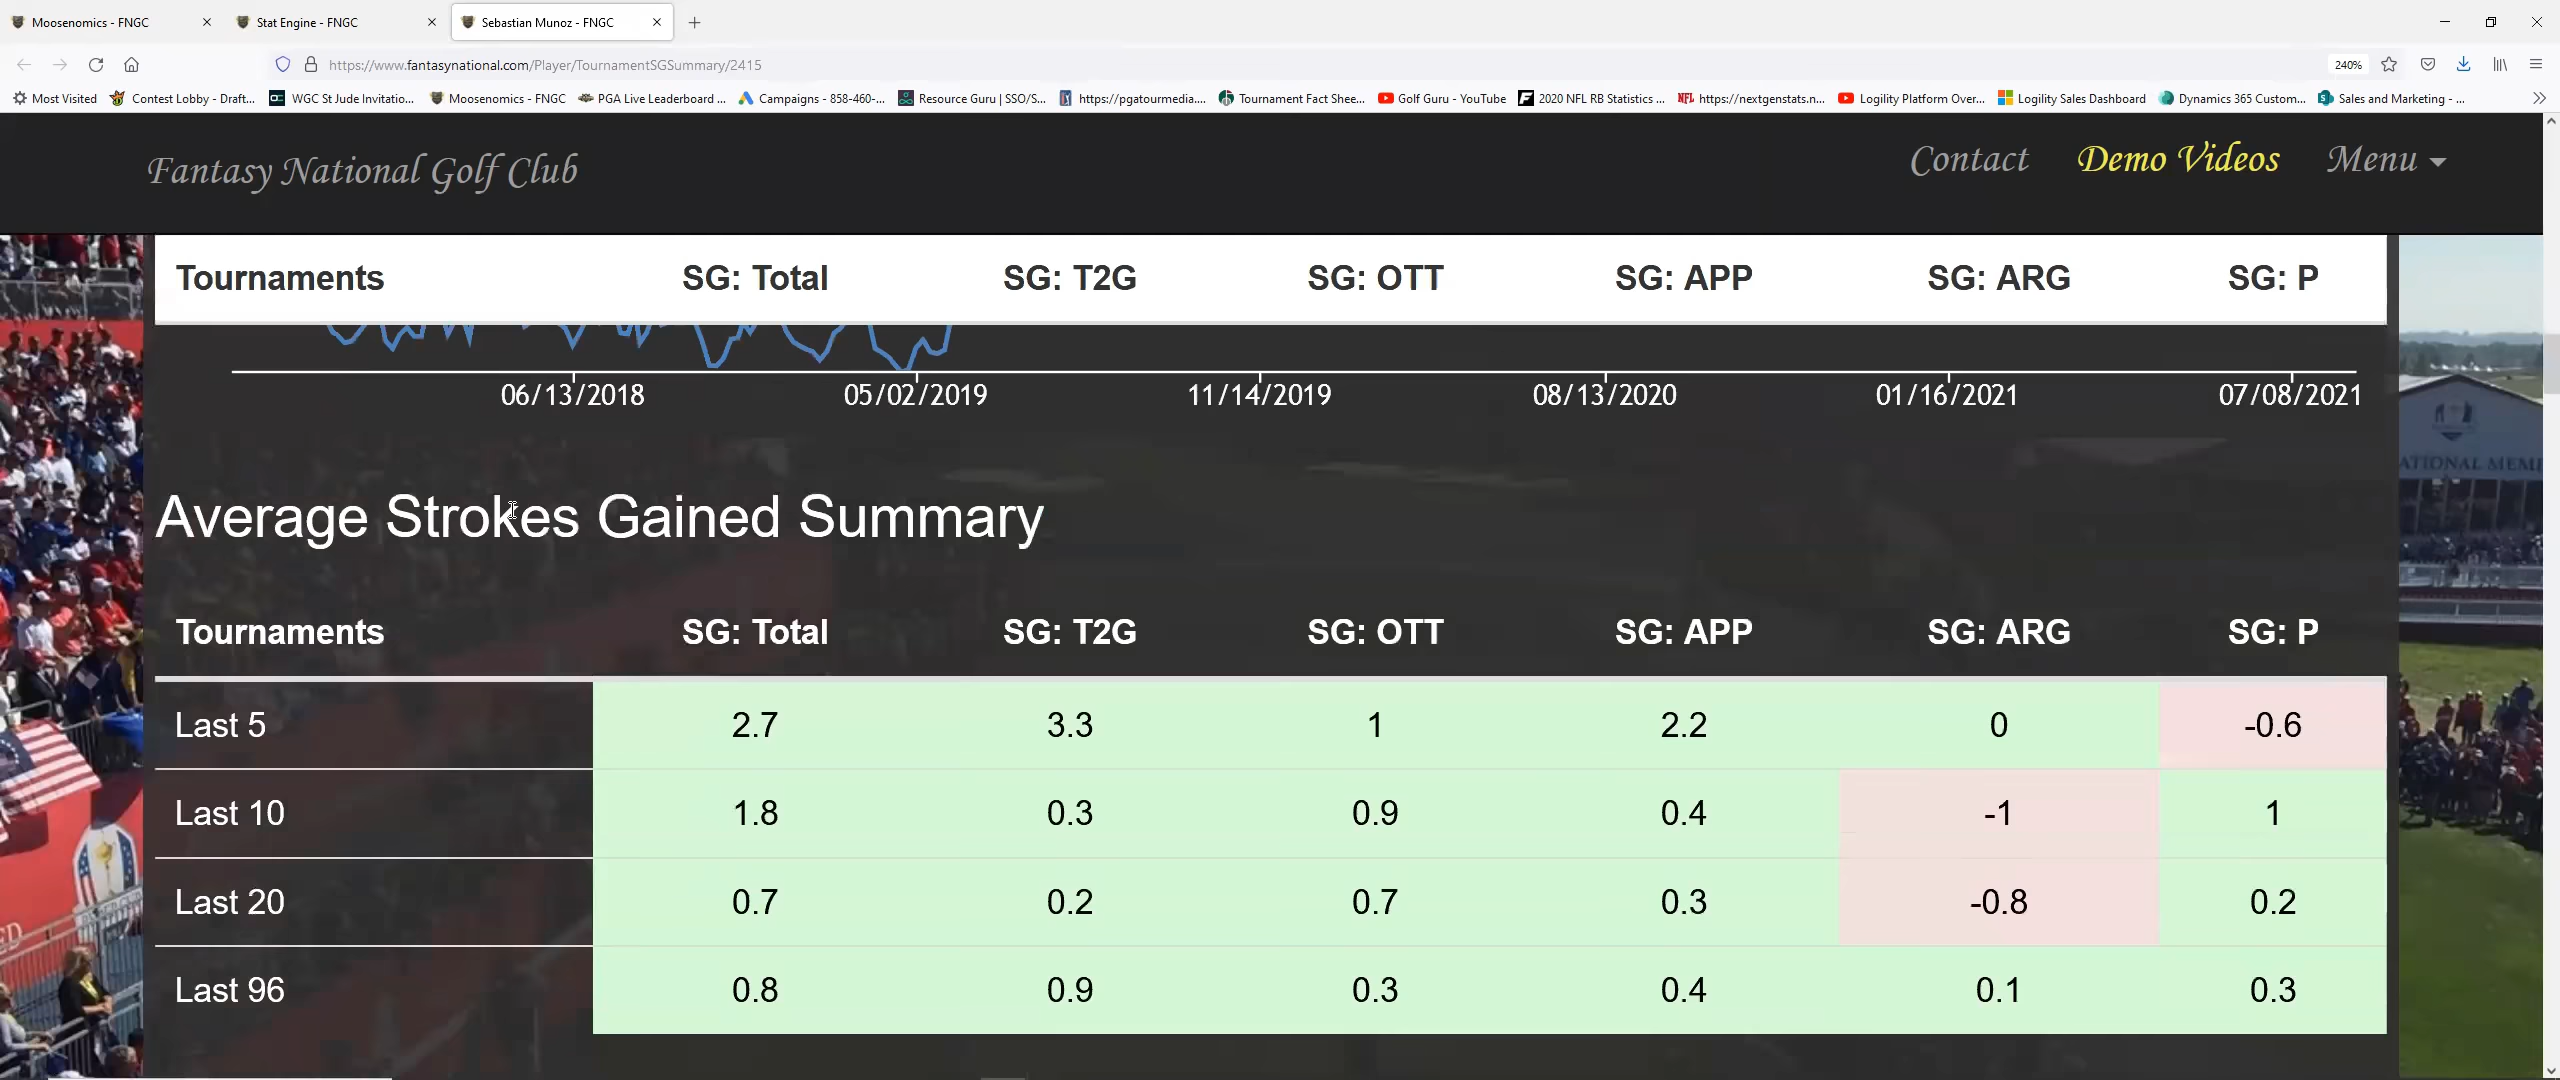 Moosenomics - FNGC
Stat Engine - FNGC
Sebastian Munoz - FNGC
https://www.fantasynational.com/Player/TournamentSGSummary/2415
240%
Most Visited
Contest Lobby - Draft...
WGC St Jude Invitatio...
Moosenomics - FNGC
PGA Live Leaderboard ...
Campaigns - 858-460-...
Resource Guru | SSO/S...
https://pgatourmedia....
Tournament Fact Shee...
Golf Guru - YouTube
2020 NFL RB Statistics ...
https://nextgenstats.n...
Logility Platform Over...
Logility Sales Dashboard
Dynamics 365 Custom...
Sales and Marketing - ...
Fantasy National Golf Club
Contact Demo Videos Menu
Tournaments SG: Total SG: T2G SG: OTT SG: APP SG: ARG SG: P
06/13/2018 05/02/2019 11/14/2019 08/13/2020 01/16/2021 07/08/2021
Average Strokes Gained Summary
Tournaments SG: Total SG: T2G SG: OTT SG: APP SG: ARG SG: P
Last 5 2.7 3.3 1 2.2 0 -0.6
Last 10 1.8 0.3 0.9 0.4 -1 1
Last 20 0.7 0.2 0.7 0.3 -0.8 0.2
Last 96 0.8 0.9 0.3 0.4 0.1 0.3